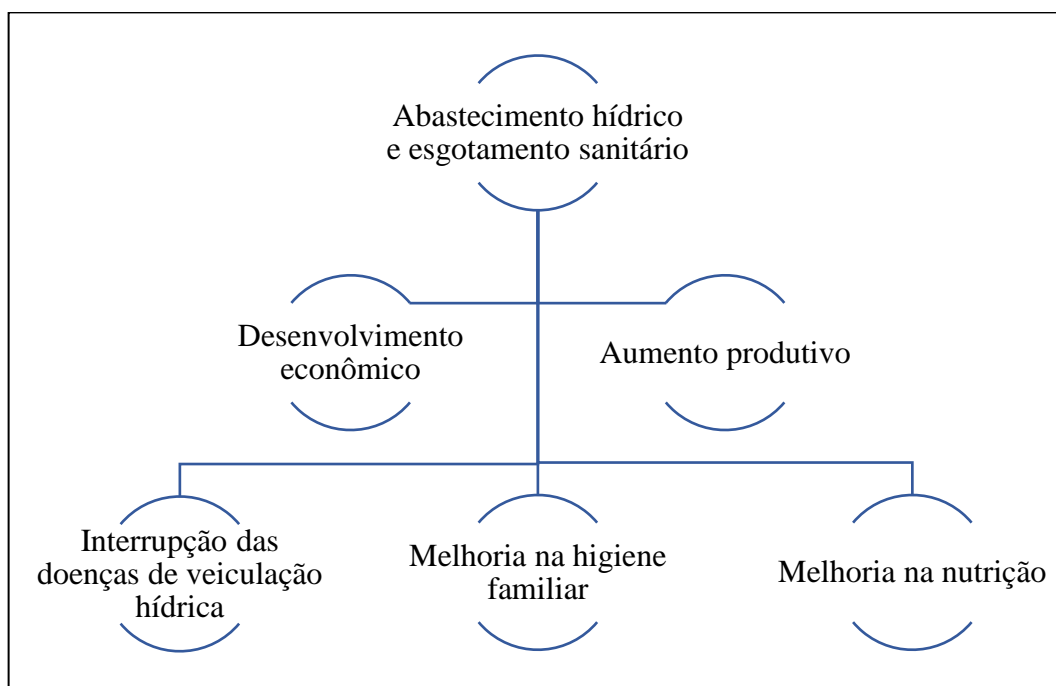 Abastecimento hídrico
e esgotamento sanitário
Desenvolvimento
econômico
Aumento produtivo
Interrupção das
doenças de veiculação
hídrica
Melhoria na higiene
familiar
Melhoria na nutrição